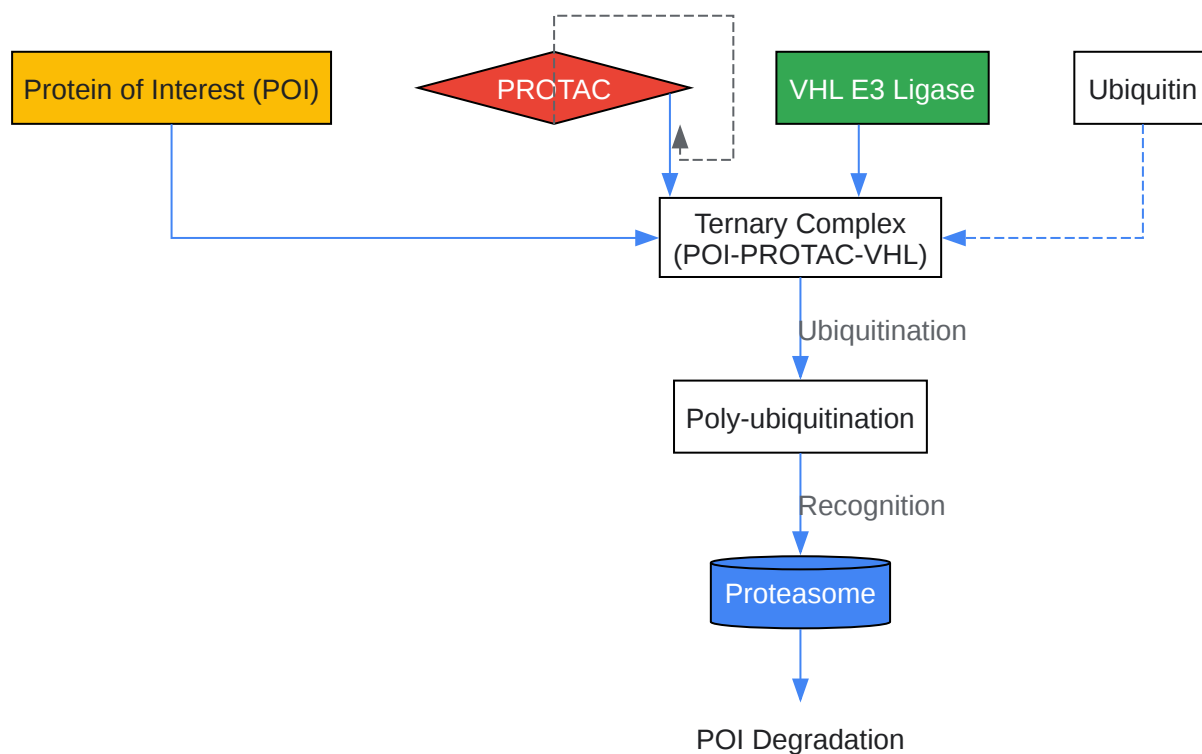 Protein of Interest (POI)
PROTAC
VHL E3 Ligase
Ubiquitin
Ternary Complex
(POI-PROTAC-VHL)
Ubiquitination
Poly-ubiquitination
Recognition
Proteasome
POI Degradation